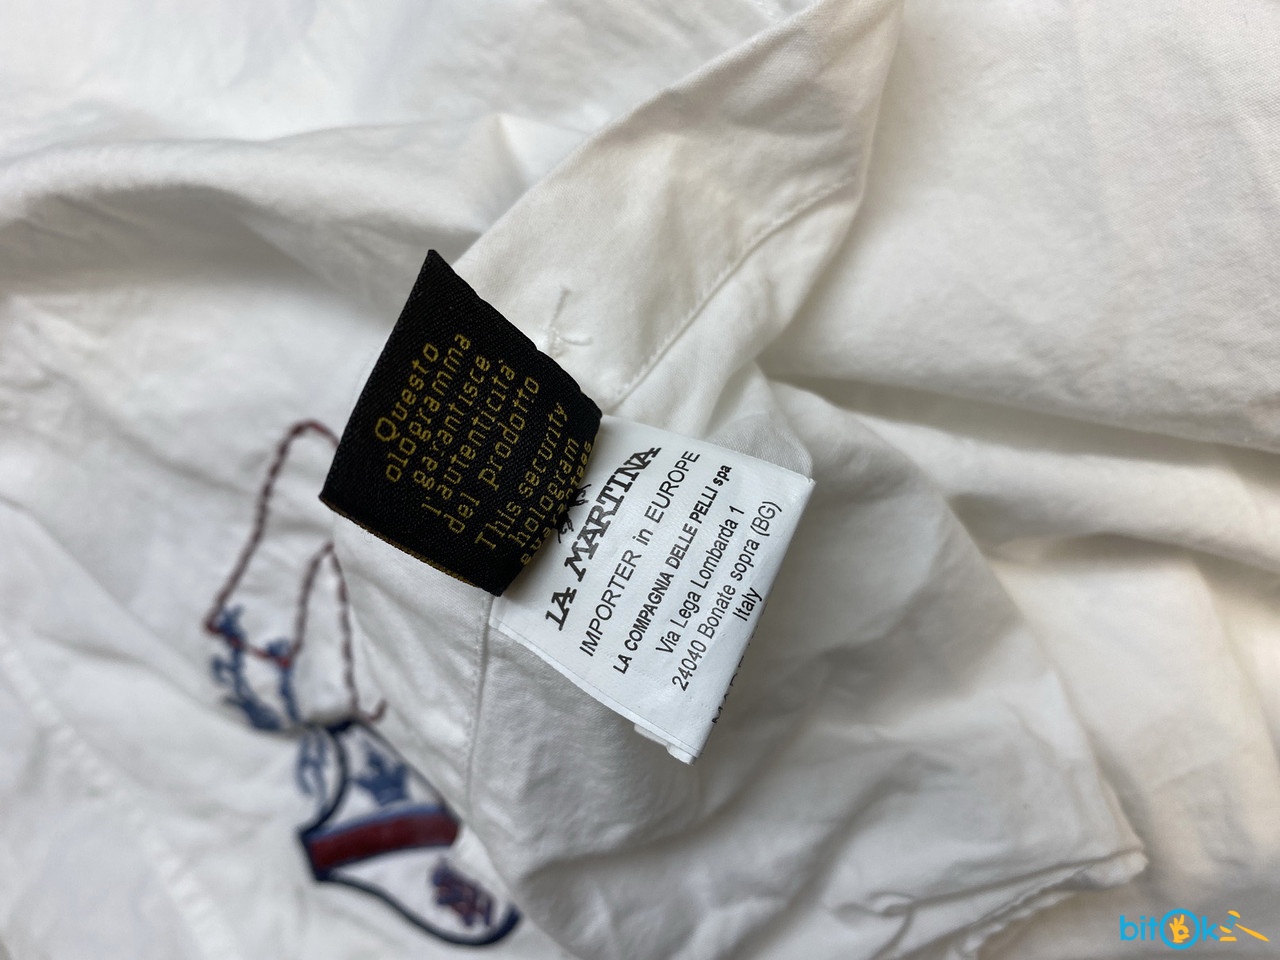 Questo
ologramma
garantisce
l'autenticità
del prodotto
This security
hologram
LA MARTINA
IMPORTER in EUROPE
LA COMPAGNIA DELLE PELLI spa
Via Lega Lombarda 1
24040 Bonate sopra (BG)
Italy
bitOk